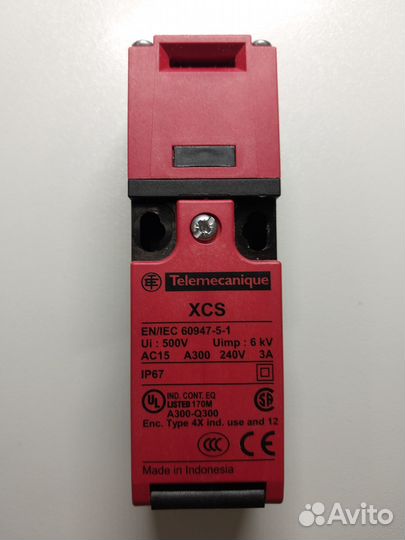 Telemecanique
XCS
EN/IEC 60947-5-1
Ui : 500V Uimp : 6 kV
AC15 A300 240V 3A
IP67
UL IND. CONT. EQ
LISTED 170M
A300-Q300
Enc. Type 4X ind. use and 12
Made in Indonesia
Avito